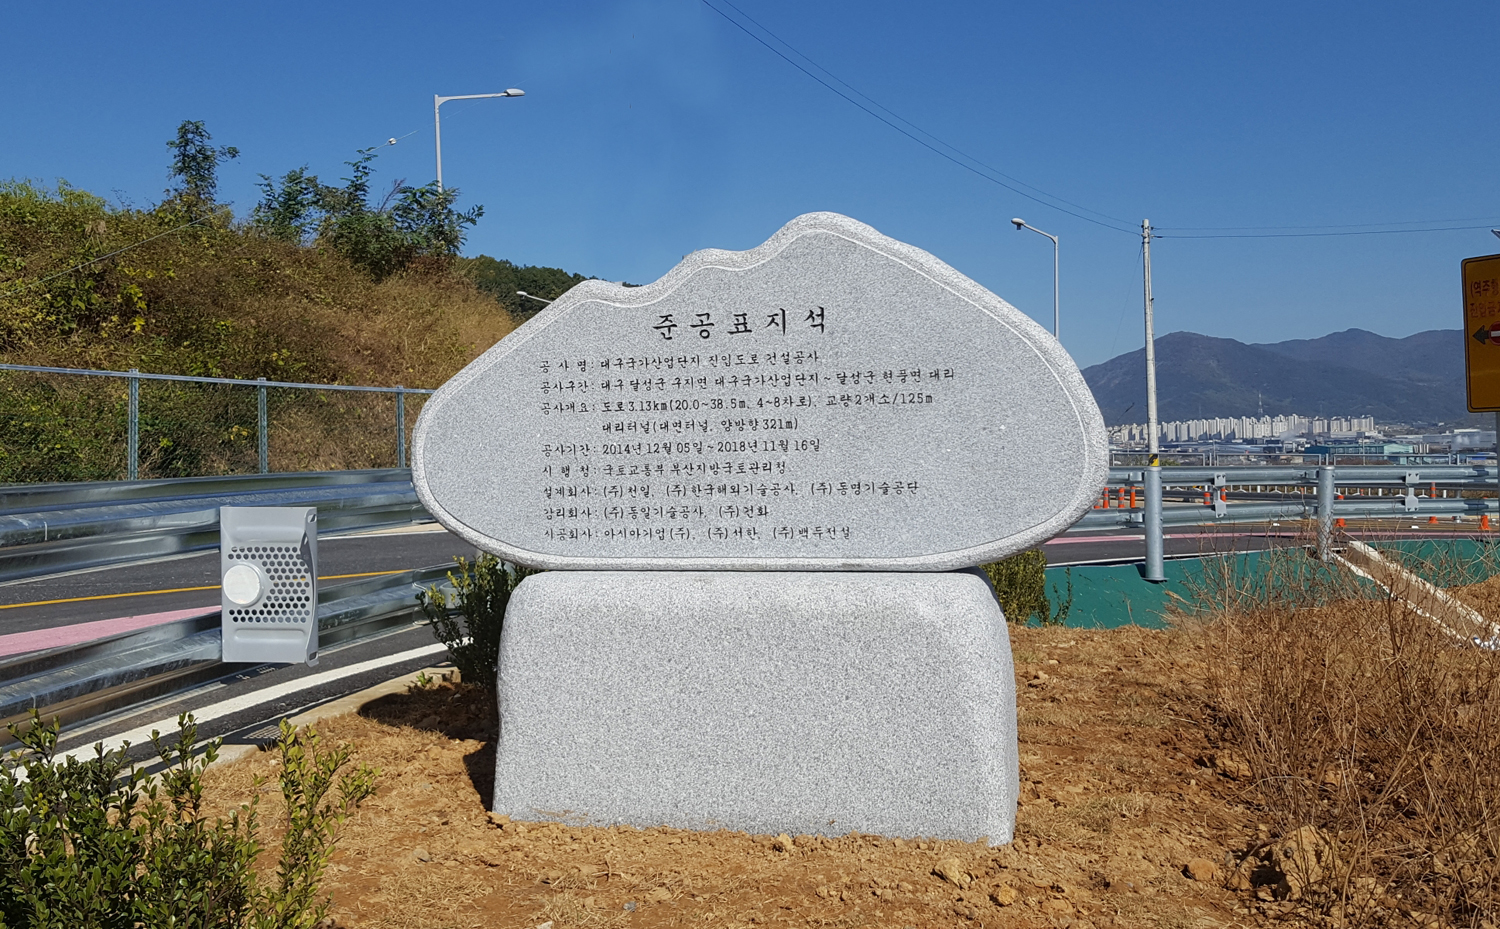 준공표지석
공 사 명 : 대구국가산업단지 진입도로 건설공사
공사구간 : 대구 달성군 구지면 대구국가산업단지 ~ 달성군 현풍면 대리
공사개요 : 도로3.13km(20.0~38.5m, 4~8차로), 교량2개소/125m
대리터널(대면터널, 양방향 321m)
공사기간 : 2014년 12월 05일 ~ 2018년 11월 16일
시 행 청 : 국토교통부 부산지방국토관리청
설계회사 : (주)천일, (주)한국해외기술공사, (주)동명기술공단
감리회사 : (주)동일기술공사, (주)건화
시공회사 : 아시아기업(주), (주)서한, (주)백두건설
(역주행